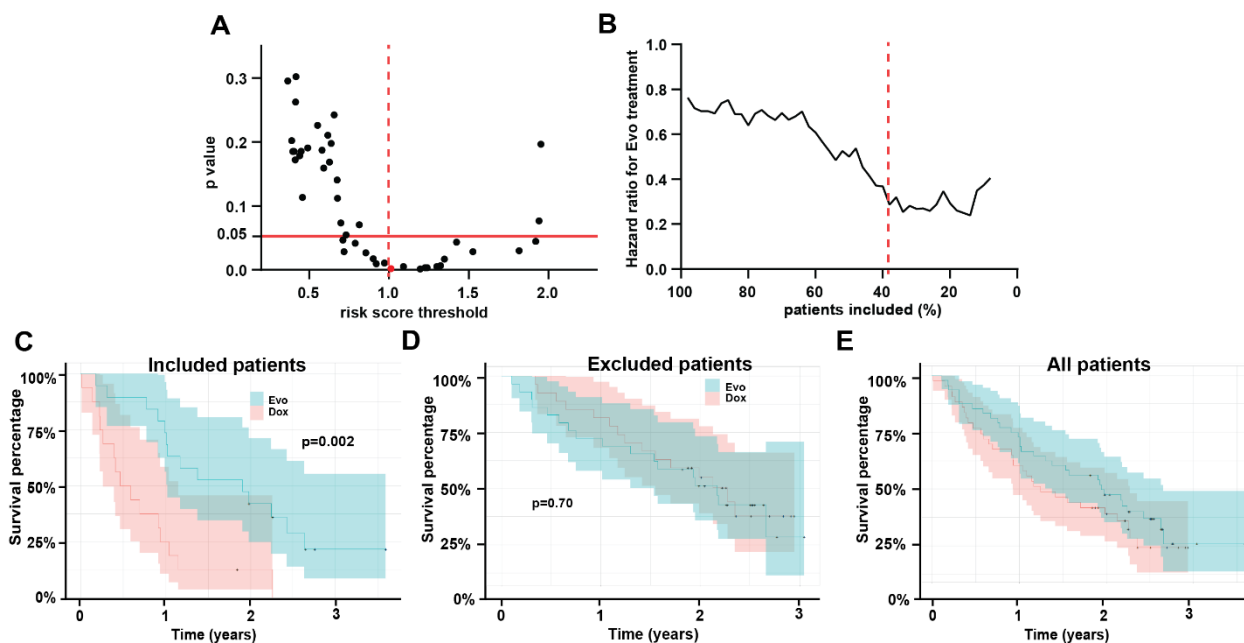 A
0.3
0.2
0.1
0.05
0.0
p value
0.5
1.0
1.5
2.0
risk score threshold
B
1.0
0.8
0.6
0.4
0.2
0.0
Hazard ratio for Evo treatment
100
80
60
40
20
0
patients included (%)
C
Included patients
100%
75%
50%
25%
0%
Survival percentage
Evo
Dox
p=0.002
0
1
2
3
Time (years)
D
Excluded patients
100%
75%
50%
25%
0%
Survival percentage
Evo
Dox
p=0.70
0
1
2
3
Time (years)
E
All patients
100%
75%
50%
25%
0%
Survival percentage
0
1
2
3
Time (years)